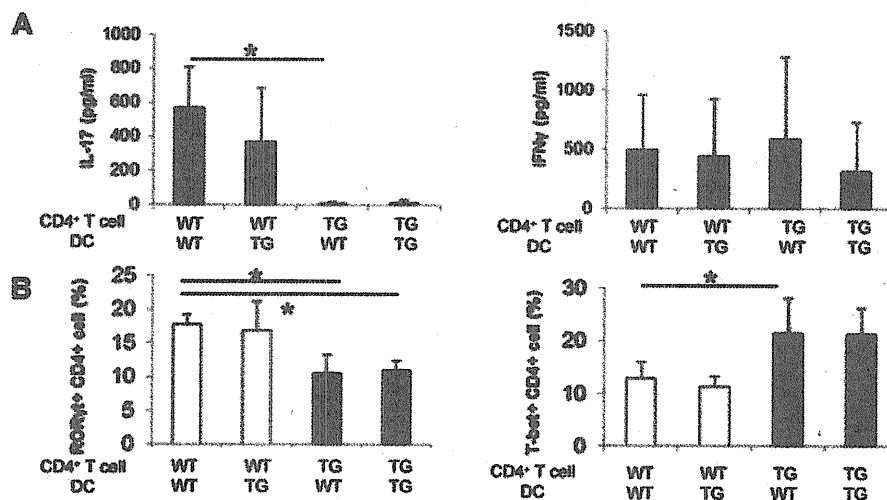 A
IL-17 (pg/ml)
1000
800
600
400
200
0
*
CD4+ T cell WT WT TG TG
DC WT TG WT TG
IFNγ (pg/ml)
1500
1000
500
0
WT WT TG TG
WT TG WT TG
B
RORγt+ CD4+ cell (%)
25
20
15
10
5
0
*
*
CD4+ T cell WT WT TG TG
DC WT TG WT TG
T-bet+ CD4+ cell (%)
30
20
10
0
*
CD4+ T cell WT WT TG TG
DC WT TG WT TG